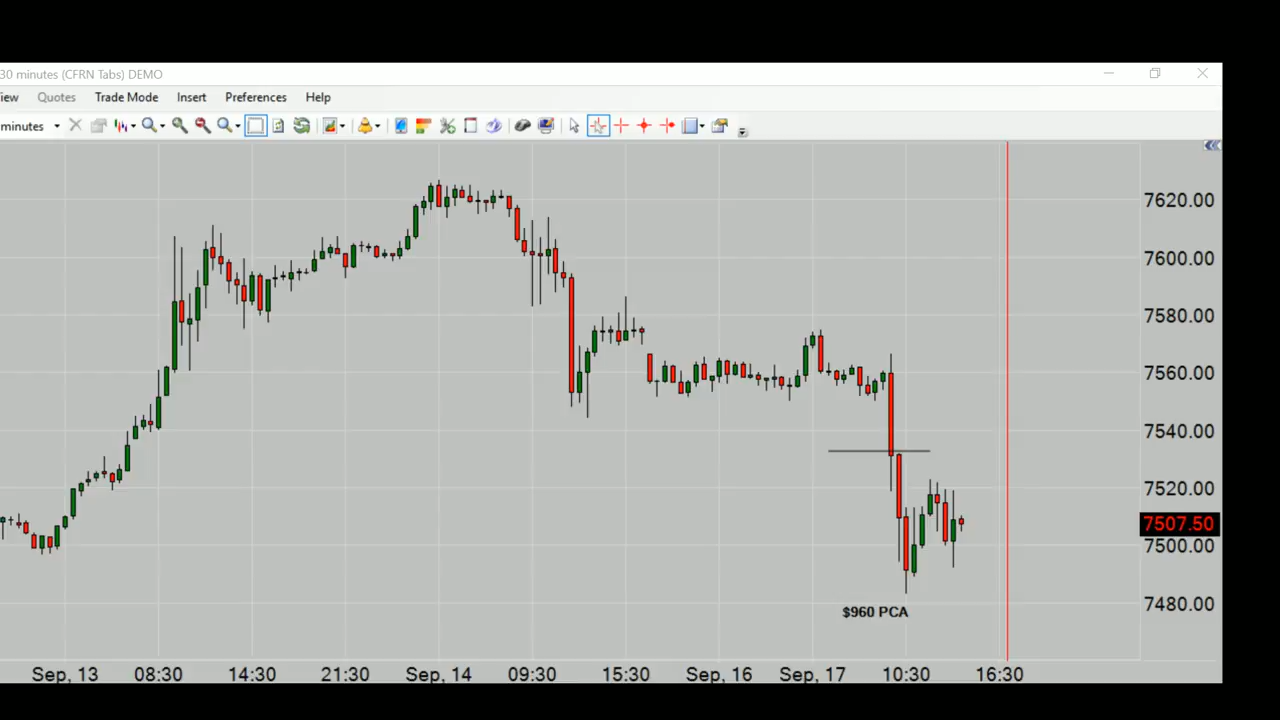 30 minutes (CFRN Tabs) DEMO
iew Quotes Trade Mode Insert Preferences Help
minutes
7620.00
7600.00
7580.00
7560.00
7540.00
7520.00
7507.50
7500.00
7480.00
$960 PCA
Sep, 13 08:30 14:30 21:30 Sep, 14 09:30 15:30 Sep, 16 Sep, 17 10:30 16:30